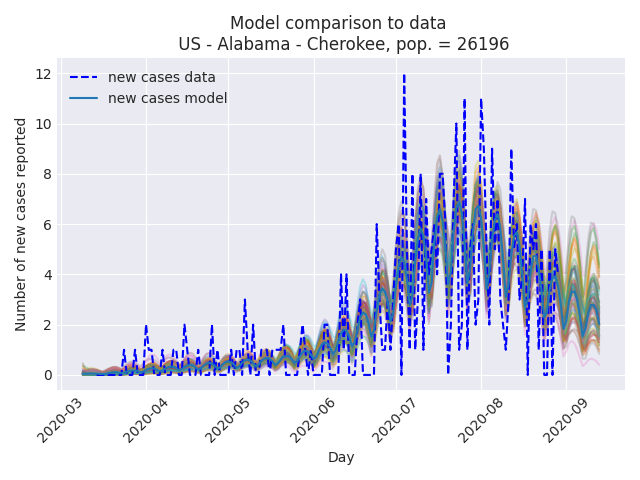 Model comparison to data
US - Alabama - Cherokee, pop. = 26196
new cases data
new cases model
Number of new cases reported
12
10
8
6
4
2
0
2020-03
2020-04
2020-05
2020-06
2020-07
2020-08
2020-09
Day